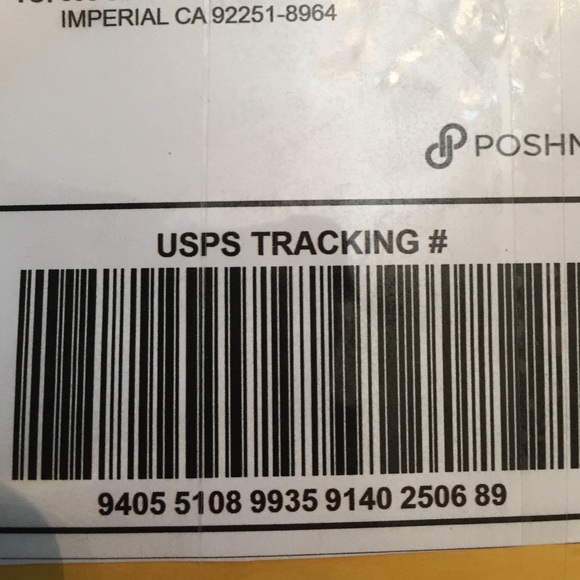 IMPERIAL CA 92251-8964
POSHM
USPS TRACKING #
9405 5108 9935 9140 2506 89